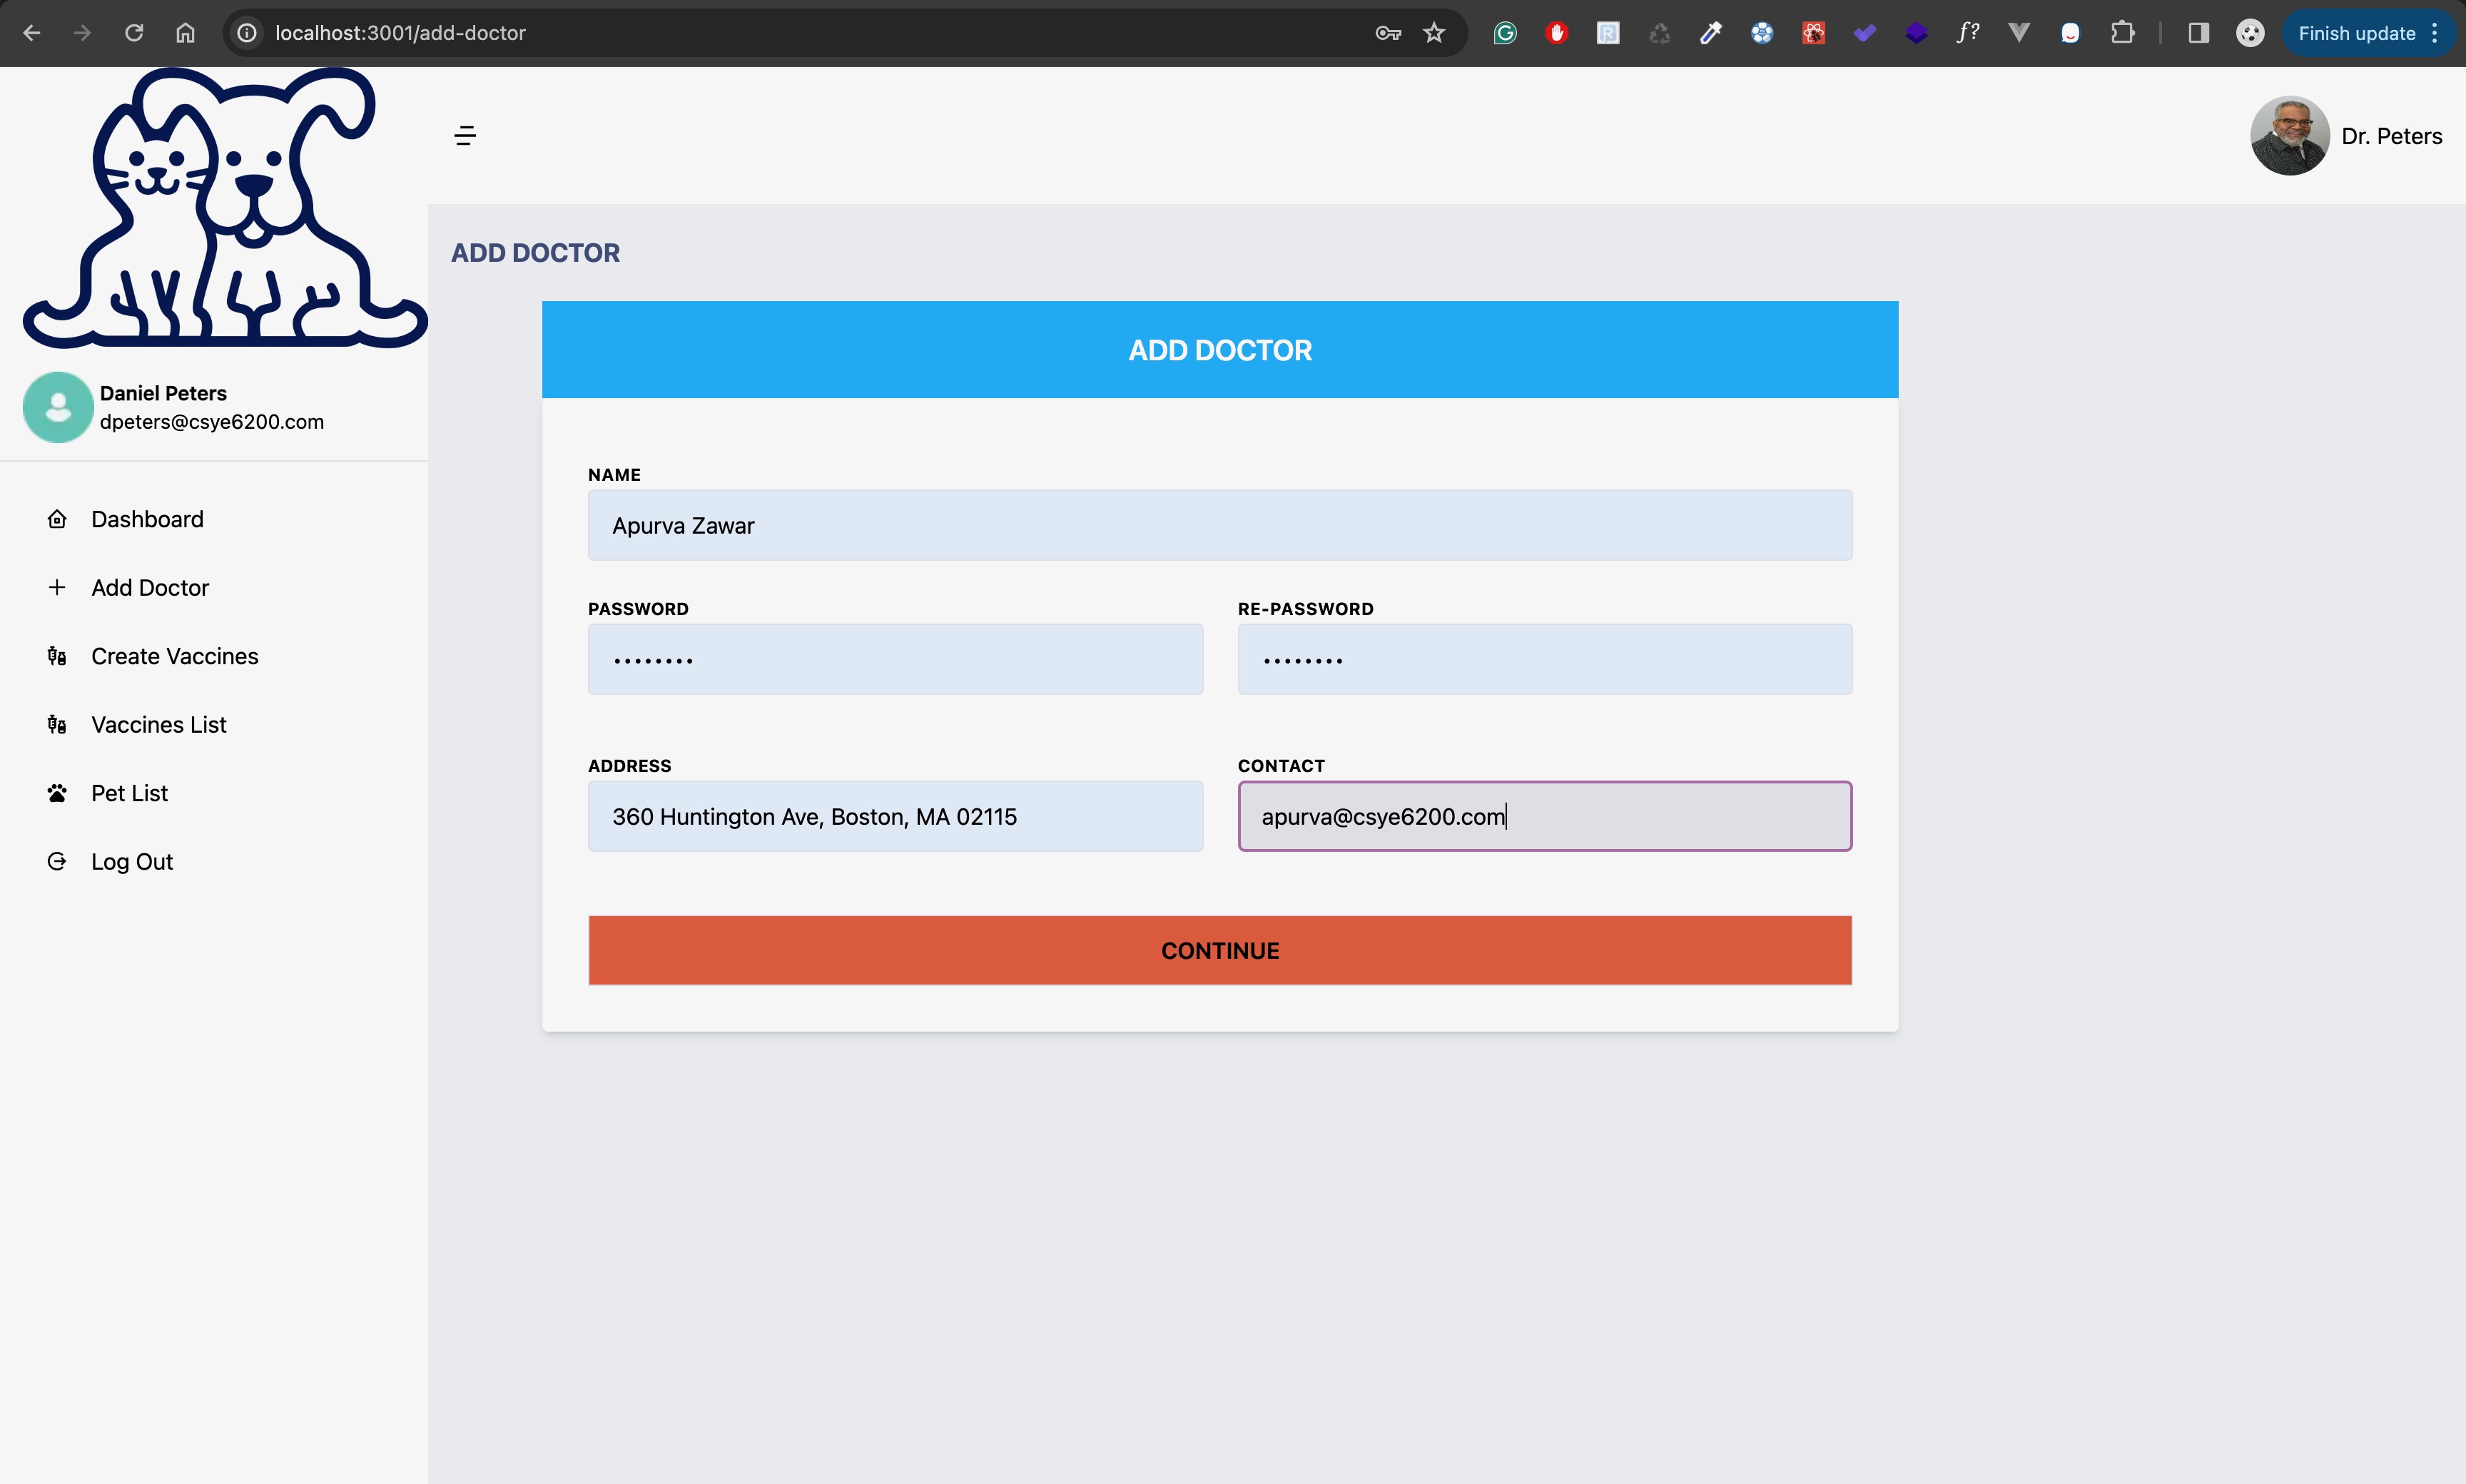 localhost:3001/add-doctor
Finish update
Dr. Peters
ADD DOCTOR
Daniel Peters
dpeters@csye6200.com
Dashboard
Add Doctor
Create Vaccines
Vaccines List
Pet List
Log Out
ADD DOCTOR
NAME
Apurva Zawar
PASSWORD
RE-PASSWORD
••••••••
••••••••
ADDRESS
CONTACT
360 Huntington Ave, Boston, MA 02115
apurva@csye6200.com
CONTINUE